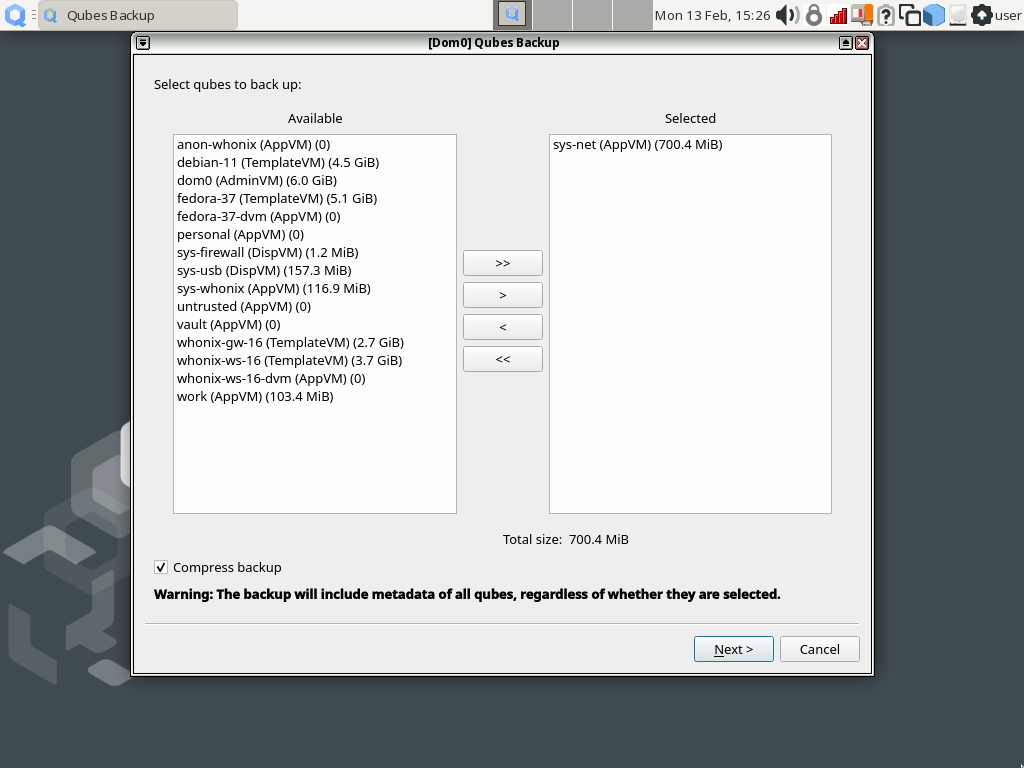 Qubes Backup
Mon 13 Feb, 15:26
user
[Dom0] Qubes Backup
Select qubes to back up:
Available
anon-whonix (AppVM) (0)
debian-11 (TemplateVM) (4.5 GiB)
dom0 (AdminVM) (6.0 GiB)
fedora-37 (TemplateVM) (5.1 GiB)
fedora-37-dvm (AppVM) (0)
personal (AppVM) (0)
sys-firewall (DispVM) (1.2 MiB)
sys-usb (DispVM) (157.3 MiB)
sys-whonix (AppVM) (116.9 MiB)
untrusted (AppVM) (0)
vault (AppVM) (0)
whonix-gw-16 (TemplateVM) (2.7 GiB)
whonix-ws-16 (TemplateVM) (3.7 GiB)
whonix-ws-16-dvm (AppVM) (0)
work (AppVM) (103.4 MiB)
>>
>
<
<<
Selected
sys-net (AppVM) (700.4 MiB)
Total size: 700.4 MiB
Compress backup
Warning: The backup will include metadata of all qubes, regardless of whether they are selected.
Next >
Cancel